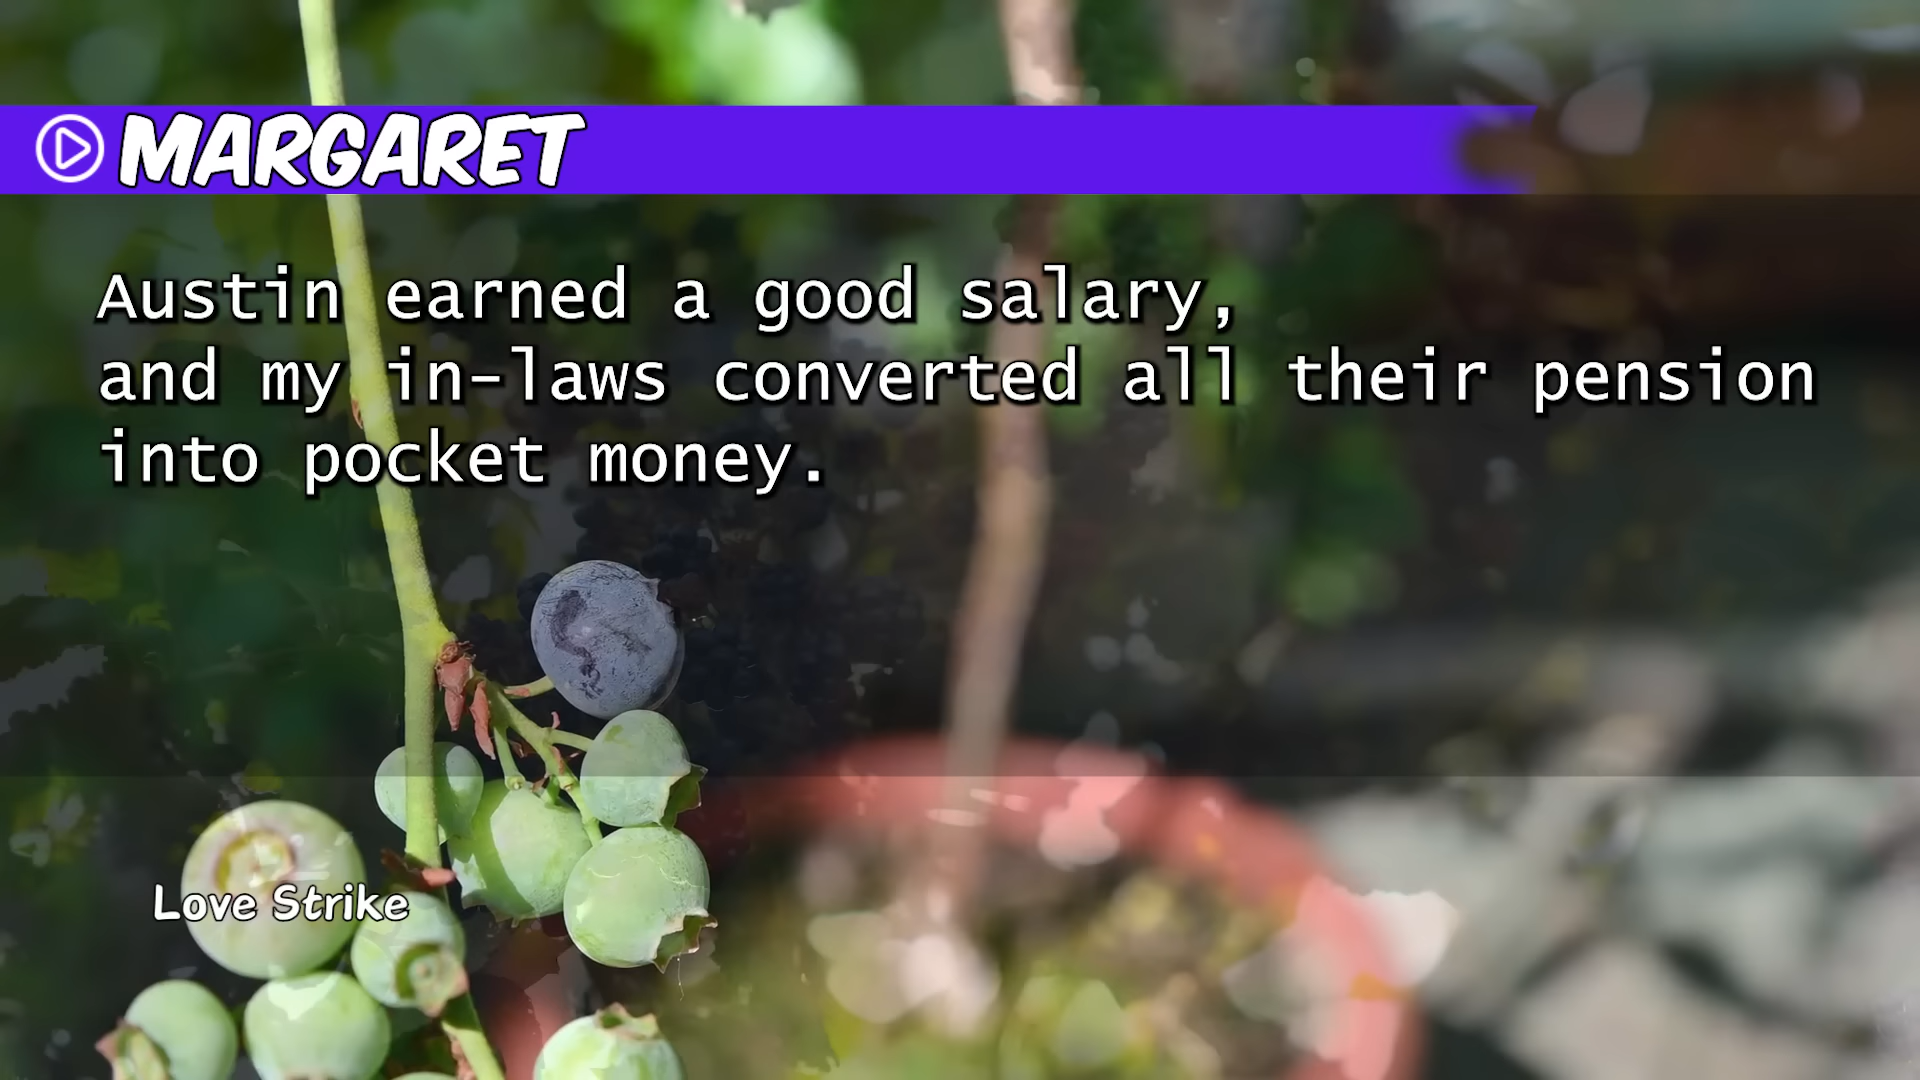 MARGARET
Austin earned a good salary,
and my in-laws converted all their pension
into pocket money.
Love Strike